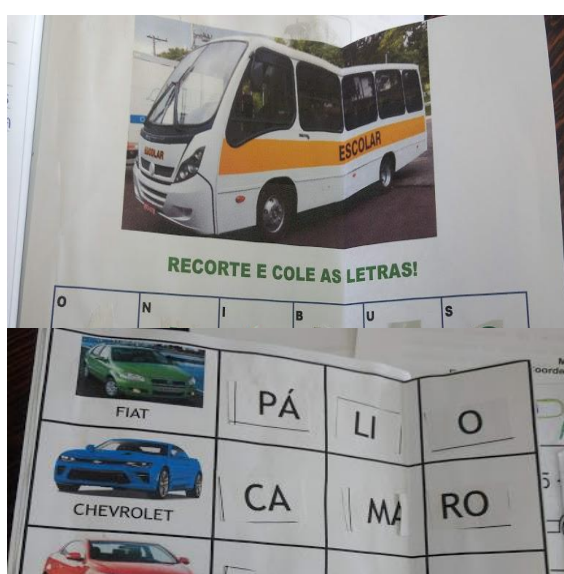 ESCOLAR
ESCOLAR
RECORTE E COLE AS LETRAS!
O N I B U S
FIAT PÁ LI O
CHEVROLET CA MA RO